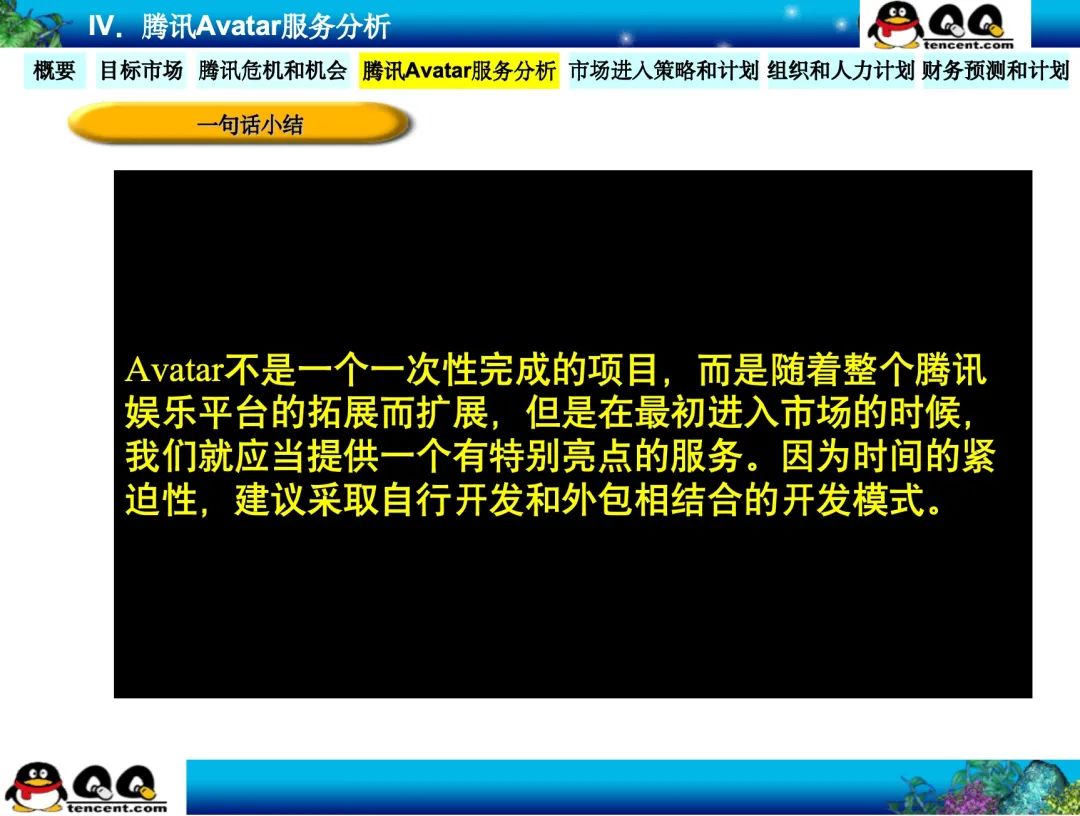 IV．腾讯Avatar服务分析
QQ
tencent.com
概要 目标市场 腾讯危机和机会 腾讯Avatar服务分析 市场进入策略和计划 组织和人力计划 财务预测和计划
一句话小结
Avatar不是一个一次性完成的项目，而是随着整个腾讯
娱乐平台的拓展而扩展，但是在最初进入市场的时候，
我们就应当提供一个有特别亮点的服务。因为时间的紧
迫性，建议采取自行开发和外包相结合的开发模式。
QQ
tencent.com